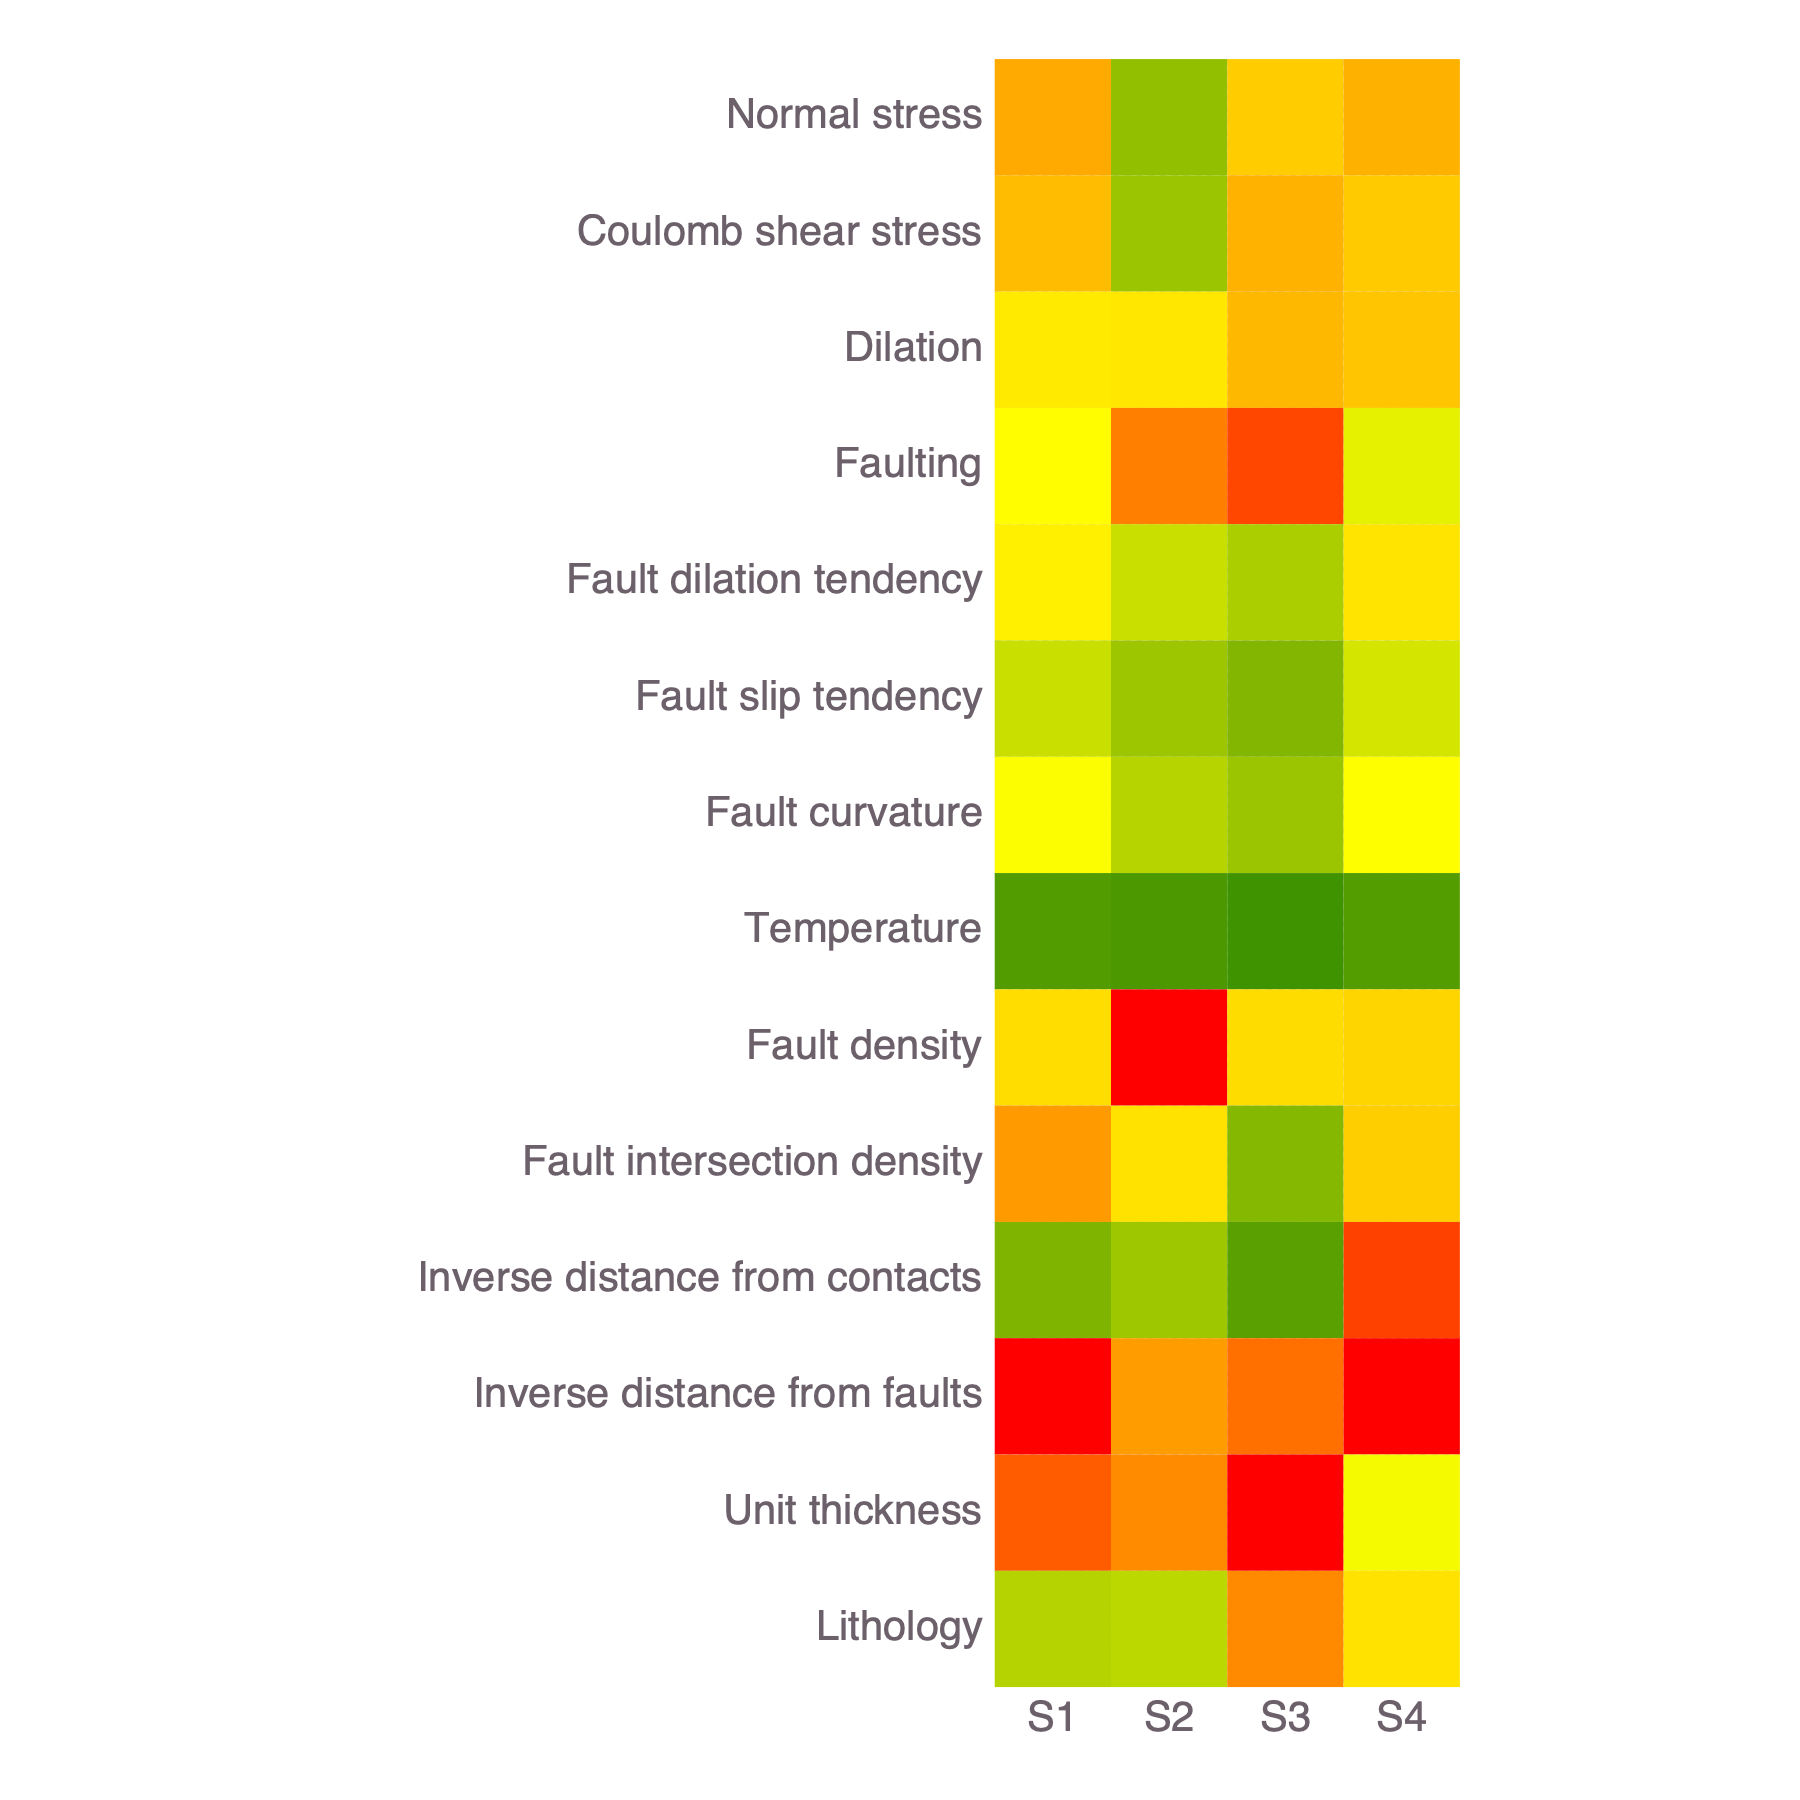 Normal stress
Coulomb shear stress
Dilation
Faulting
Fault dilation tendency
Fault slip tendency
Fault curvature
Temperature
Fault density
Fault intersection density
Inverse distance from contacts
Inverse distance from faults
Unit thickness
Lithology
S1 S2 S3 S4